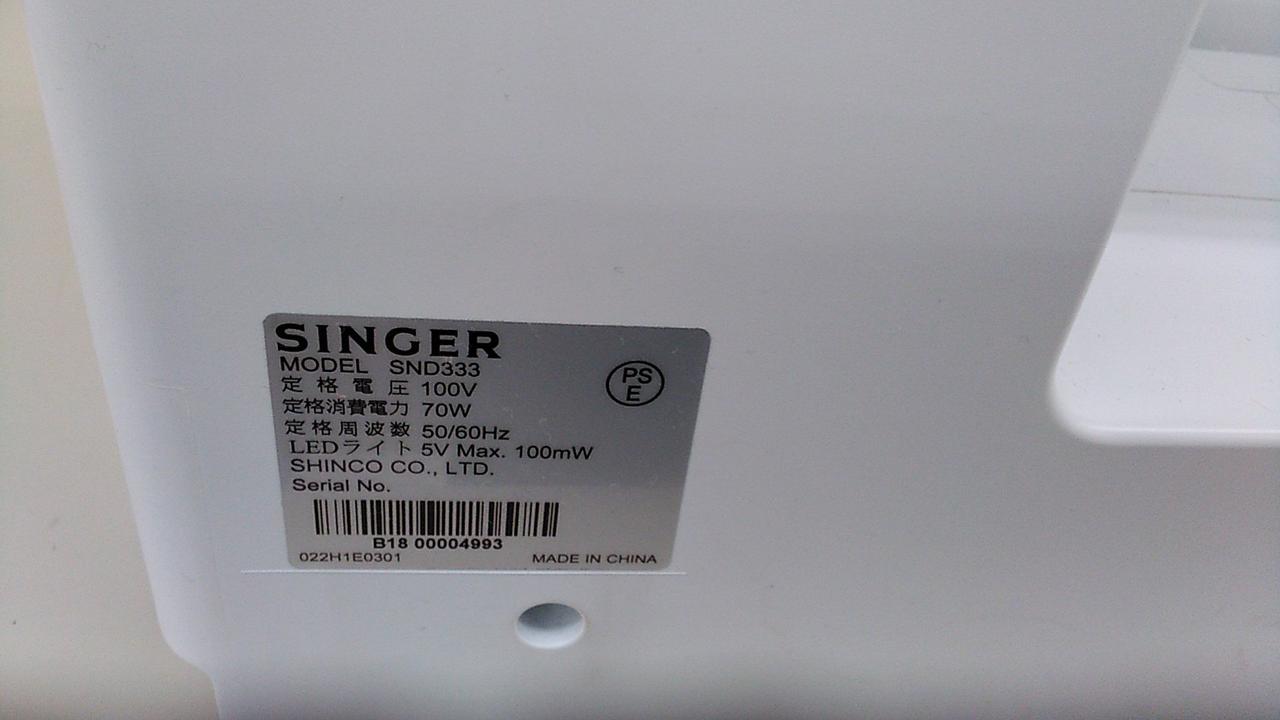 SINGER
MODEL SND333
PS
E
定格電圧 100V
定格消費電力 70W
定格周波数 50/60Hz
LEDライト 5V Max. 100mW
SHINCO CO., LTD.
Serial No.
B18 00004993
022H1E0301 MADE IN CHINA